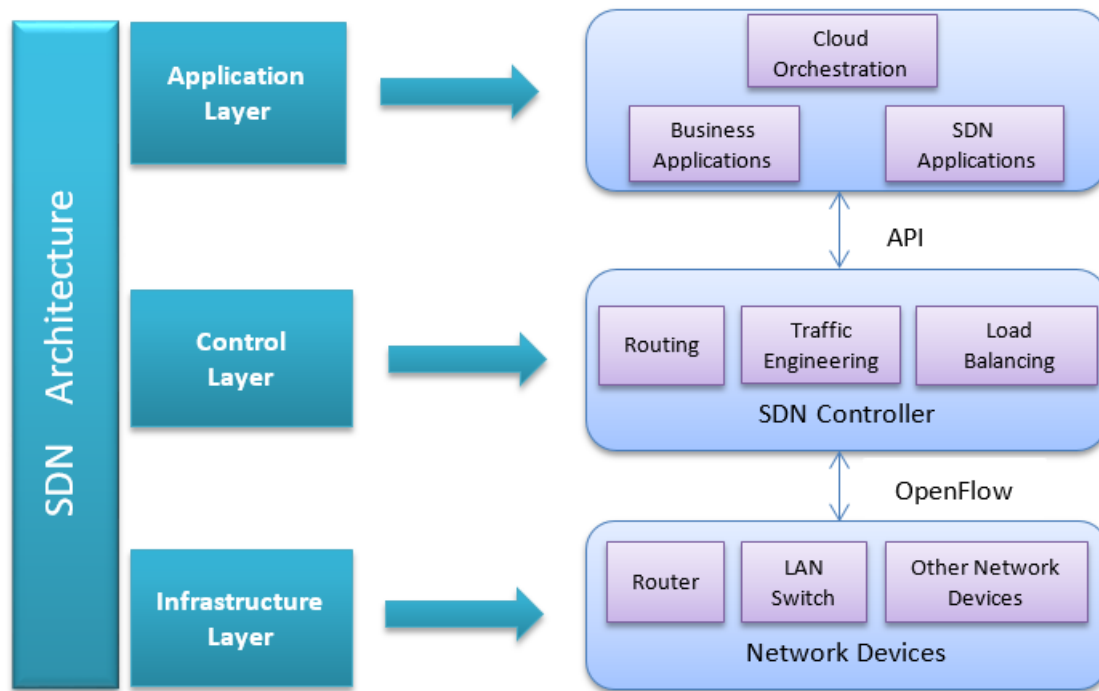 SDN Architecture
Application
Layer
Cloud
Orchestration
Business
Applications
SDN
Applications
API
Control
Layer
Routing
Traffic
Engineering
Load
Balancing
SDN Controller
OpenFlow
Infrastructure
Layer
Router
LAN
Switch
Other Network
Devices
Network Devices